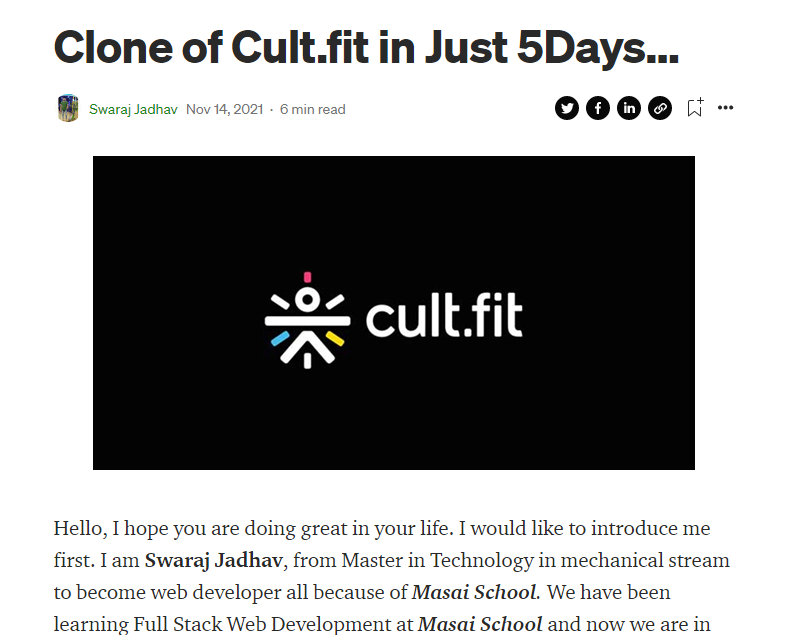 Clone of Cult.fit in Just 5Days...
Swaraj Jadhav Nov 14, 2021 · 6 min read
cult.fit
Hello, I hope you are doing great in your life. I would like to introduce me
first. I am Swaraj Jadhav, from Master in Technology in mechanical stream
to become web developer all because of Masai School. We have been
learning Full Stack Web Development at Masai School and now we are in